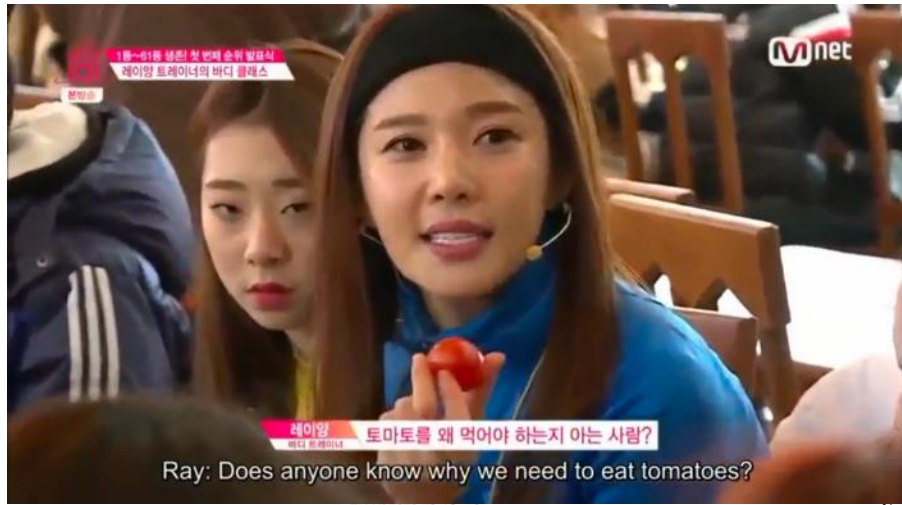 1등~61등 생존! 첫 번째 순위 발표식
레이양 트레이너의 바디 클래스
본방송
Mnet
레이양
바디 트레이너
토마토를 왜 먹어야 하는지 아는 사람?
Ray: Does anyone know why we need to eat tomatoes?